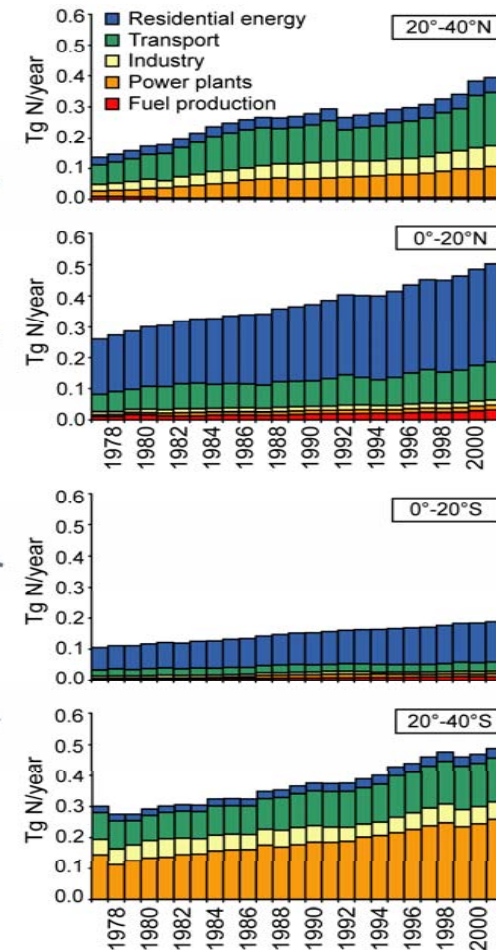 Residential energy
Transport
Industry
Power plants
Fuel production
20°-40°N
Tg N/year
0.6
0.5
0.4
0.3
0.2
0.1
0.0
0°-20°N
Tg N/year
0.6
0.5
0.4
0.3
0.2
0.1
0.0
1978 1980 1982 1984 1986 1988 1990 1992 1994 1996 1998 2000
0°-20°S
Tg N/year
0.6
0.5
0.4
0.3
0.2
0.1
0.0
20°-40°S
Tg N/year
0.6
0.5
0.4
0.3
0.2
0.1
0.0
1978 1980 1982 1984 1986 1988 1990 1992 1994 1996 1998 2000